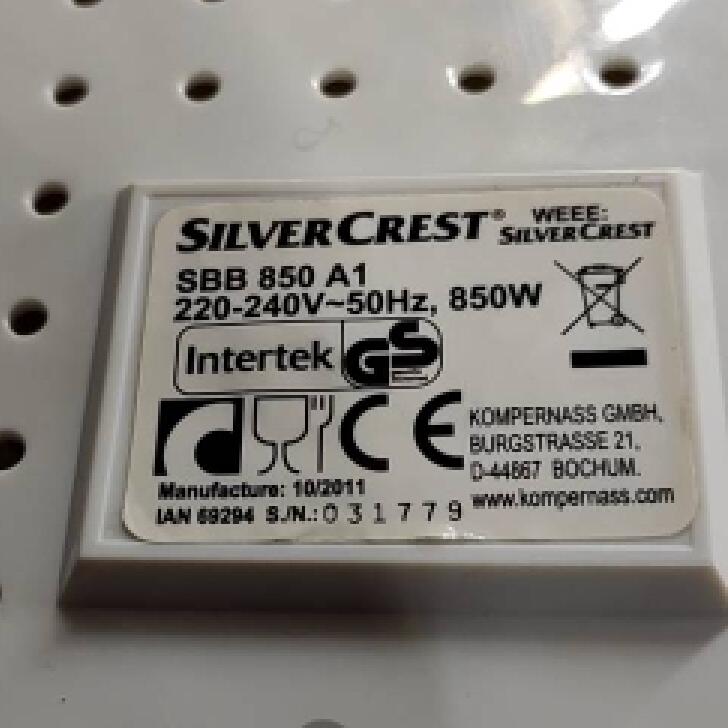 SILVERCREST® WEEE: SILVERCREST
SBB 850 A1
220-240V~50Hz, 850W
Intertek GS
CE
KOMPERNASS GMBH,
BURGSTRASSE 21,
D-44867 BOCHUM.
www.kompernass.com
Manufacture: 10/2011
IAN 69294 S./N.: 031779